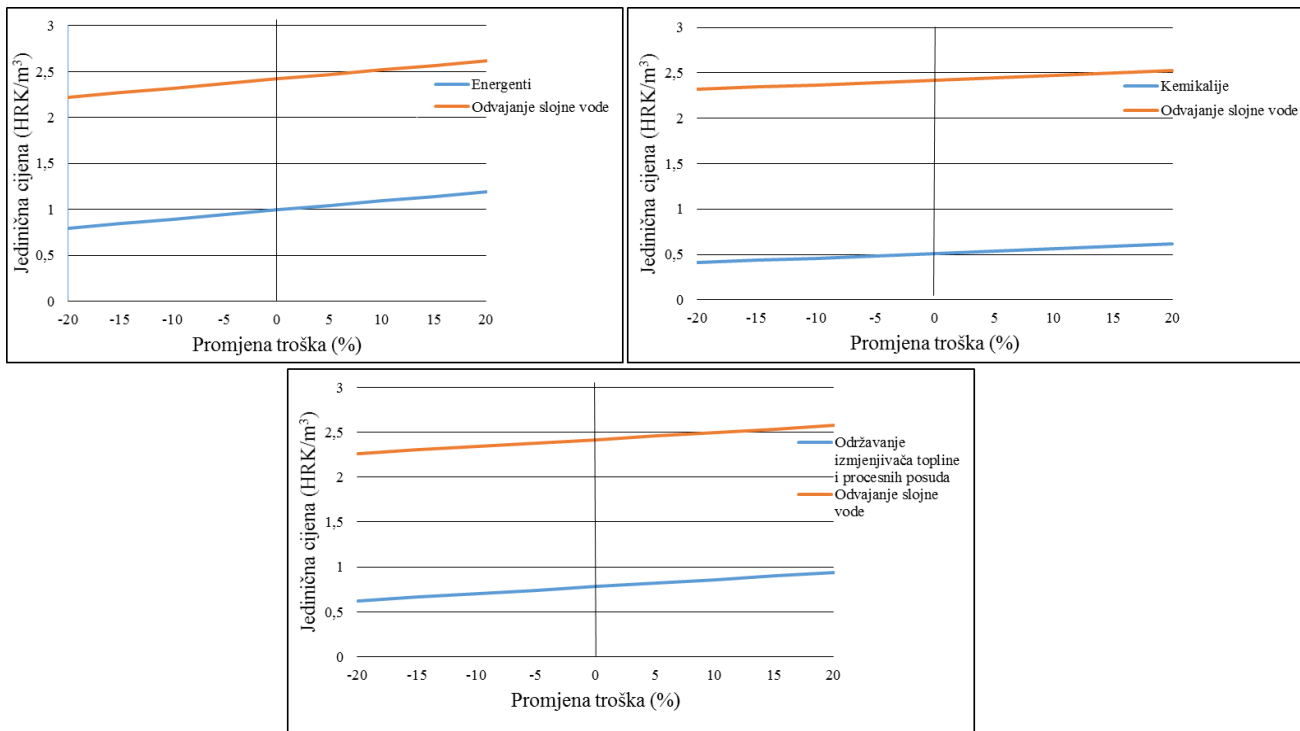 Jedinična cijena (HRK/m³)
3
2,5
2
1,5
1
0,5
0
-20 -15 -10 -5 0 5 10 15 20
Promjena troška (%)
Energenti
Odvajanje slojne vode
Jedinična cijena (HRK/m³)
3
2,5
2
1,5
1
0,5
0
-20 -15 -10 -5 0 5 10 15 20
Promjena troška (%)
Kemikalije
Odvajanje slojne vode
Jedinična cijena (HRK/m³)
3
2,5
2
1,5
1
0,5
0
-20 -15 -10 -5 0 5 10 15 20
Promjena troška (%)
Održavanje
izmjenjivača topline
i procesnih posuda
Odvajanje slojne
vode